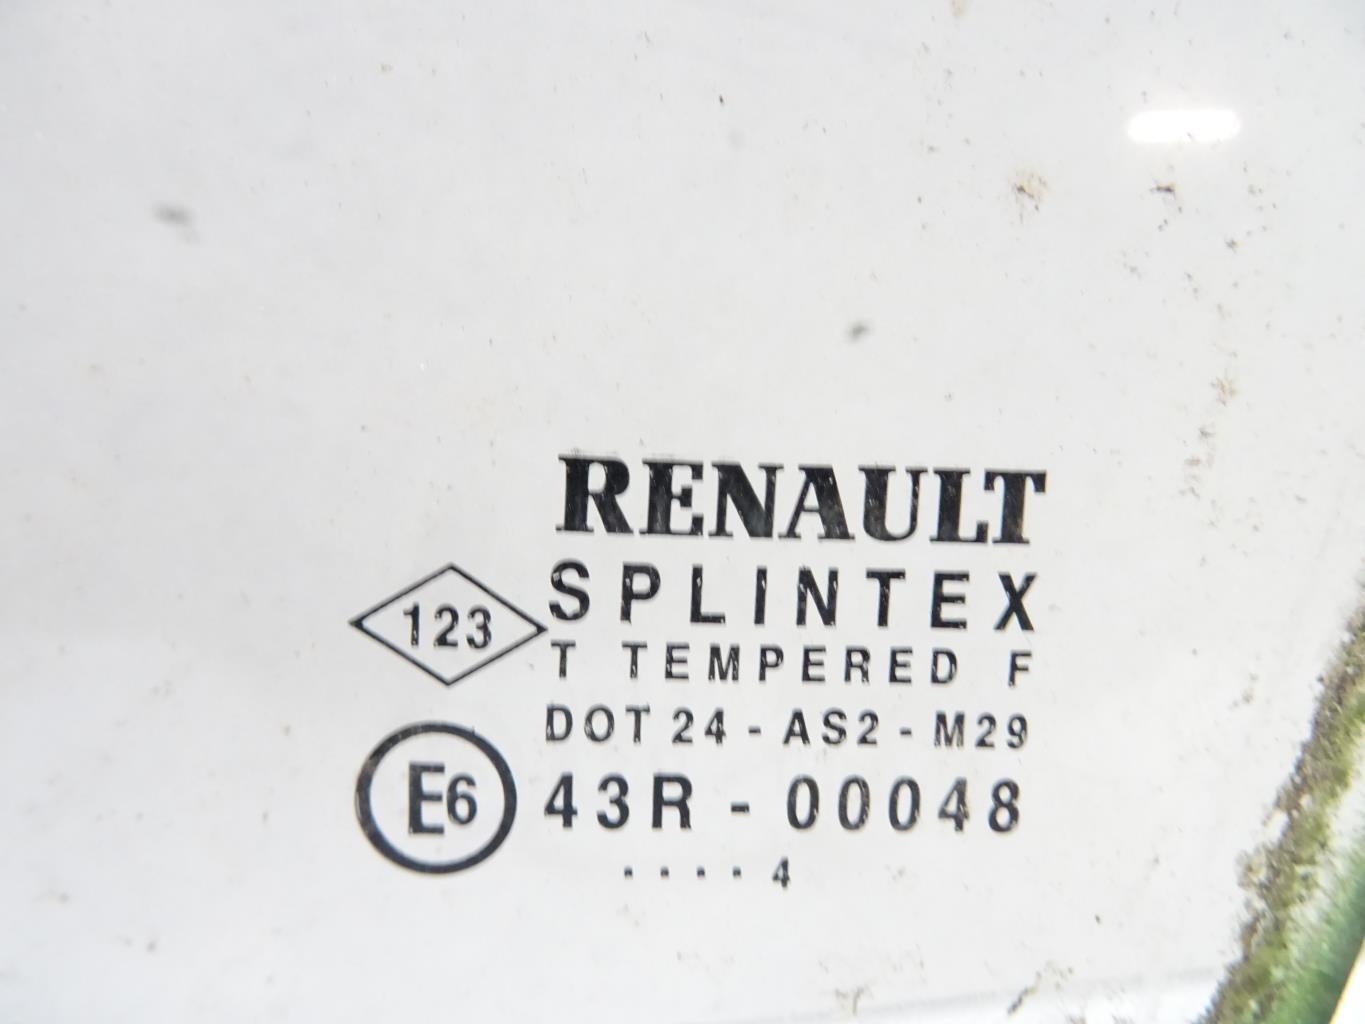 RENAULT
SPLINTEX
123
T TEMPERED F
DOT 24 - AS2 - M29
E6 43R - 00048
. . . . 4